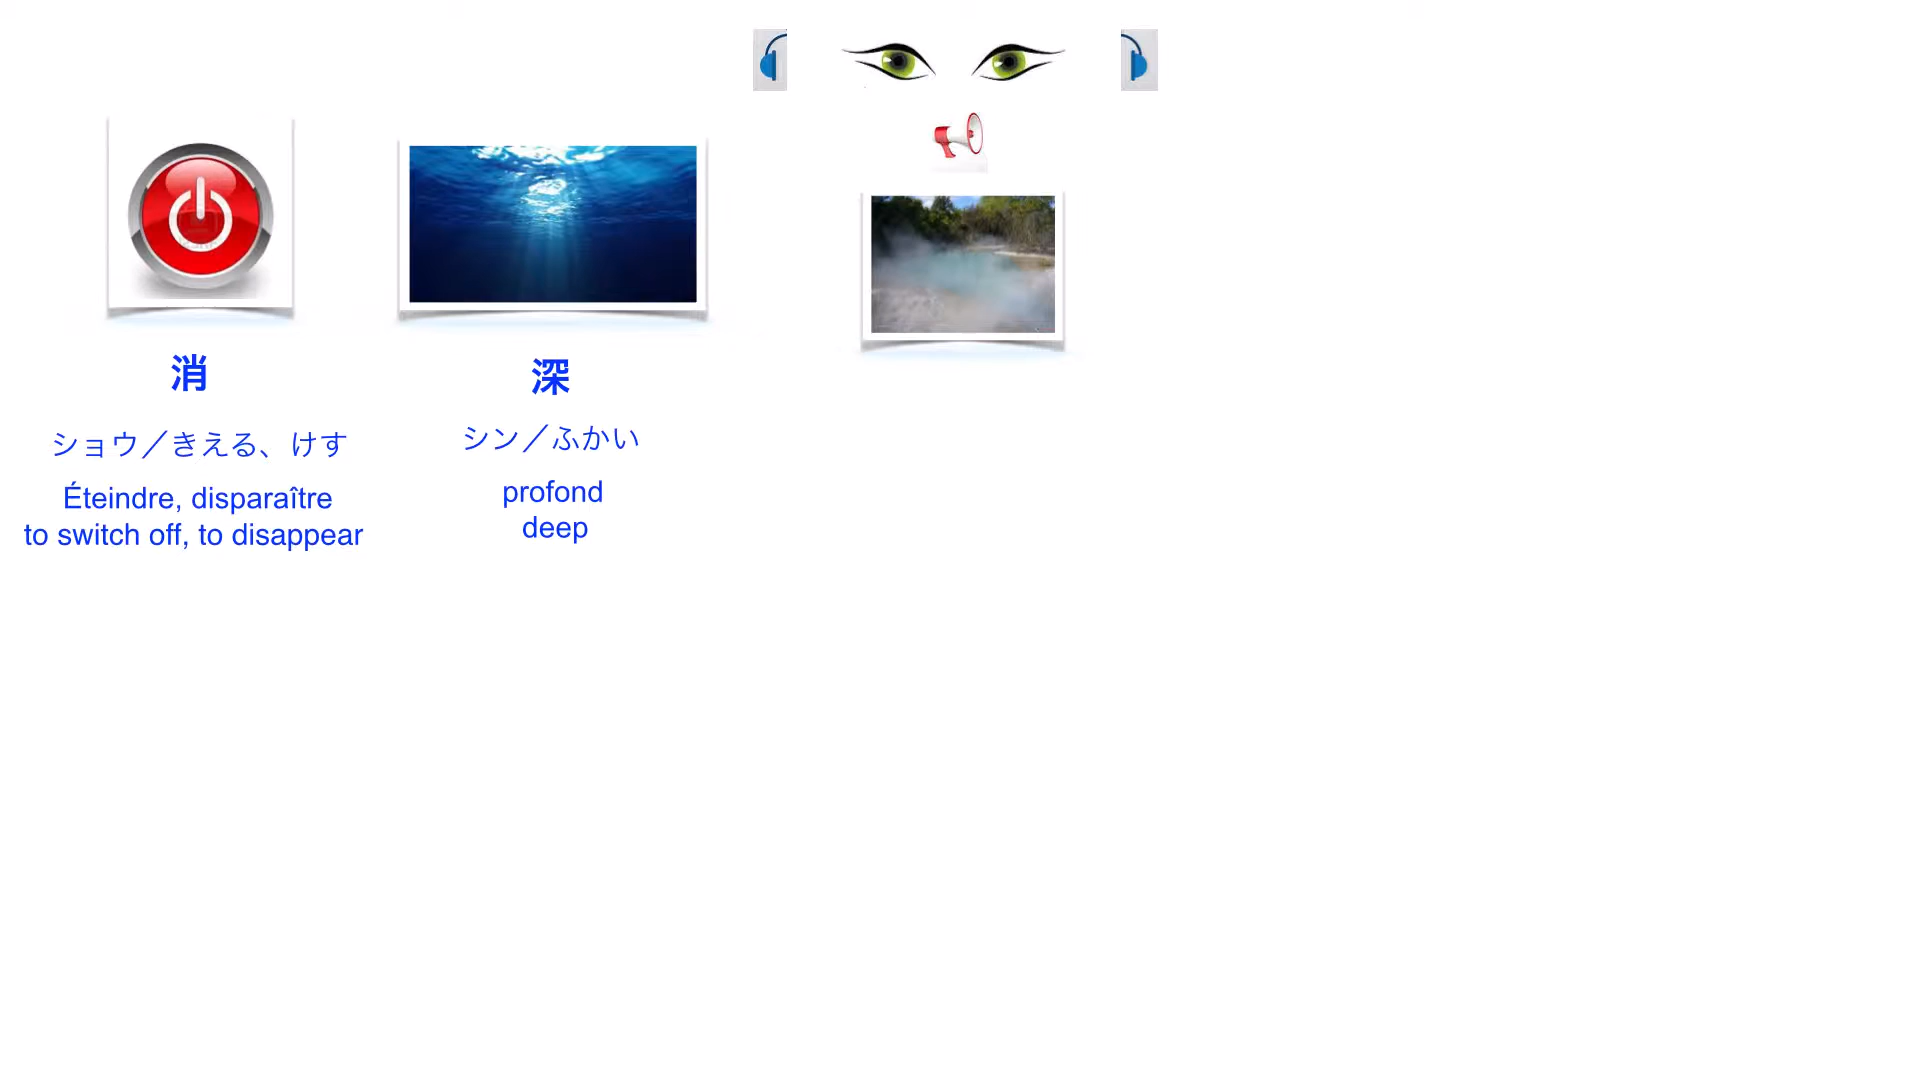 消
ショウ／きえる、けす
Éteindre, disparaître
to switch off, to disappear
深
シン／ふかい
profond
deep